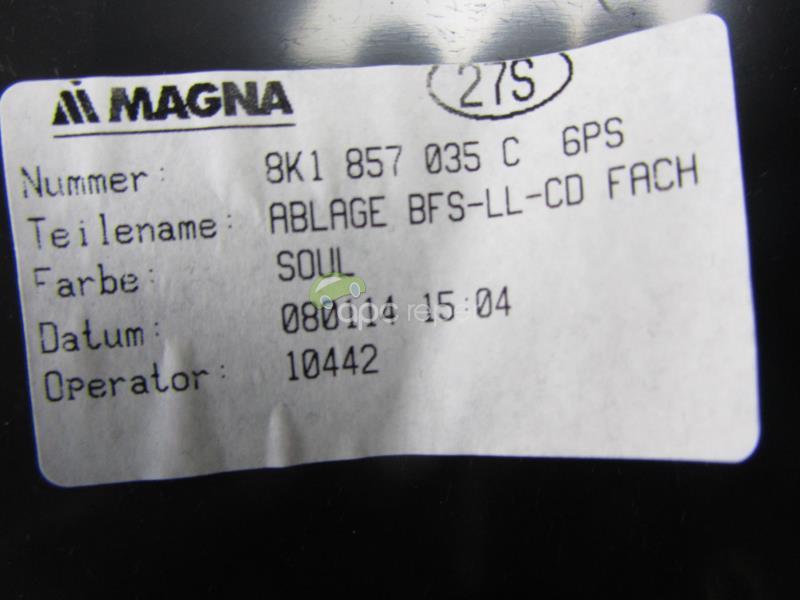 MAGNA
27S
Nummer: 8K1 857 035 C 6PS
Teilename: ABLAGE BFS-LL-CD FACH
Farbe: SOUL
Datum: 080114 15:04
Operator: 10442